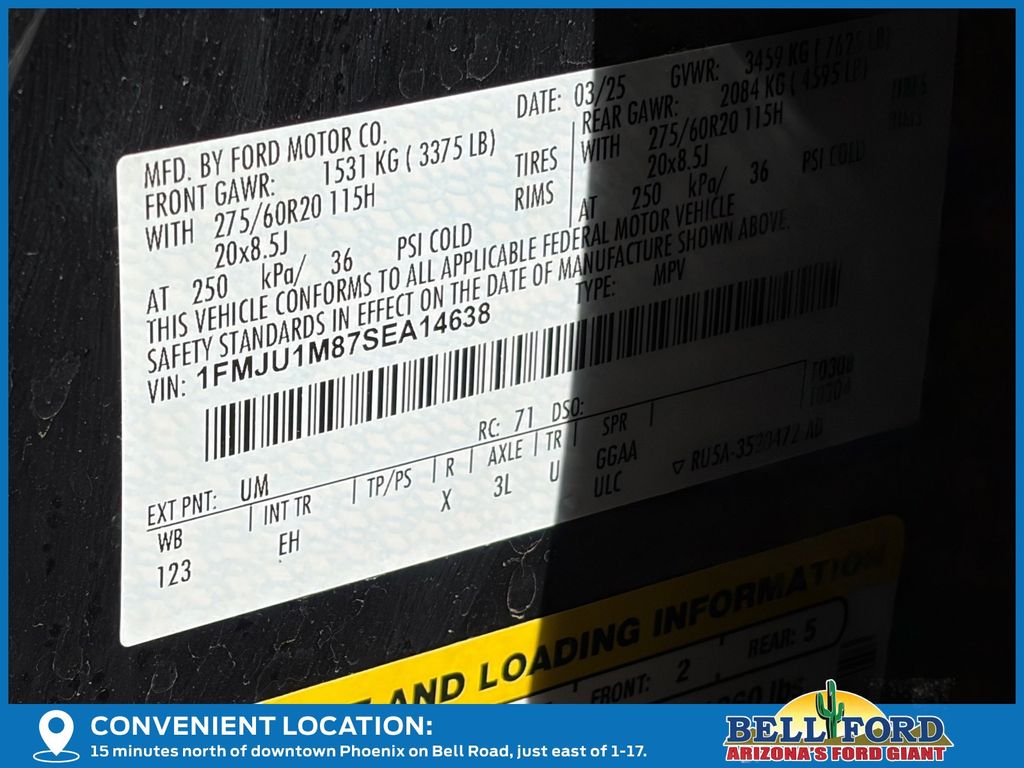 MFD. BY FORD MOTOR CO.
DATE: 03/25 GVWR: 3459 KG ( 7625 LB)
FRONT GAWR: 1531 KG ( 3375 LB) REAR GAWR: 2084 KG ( 4595 LB)
WITH 275/60R20 115H TIRES WITH 275/60R20 115H TIRES
20x8.5J RIMS 20x8.5J RIMS
AT 250 kPa/ 36 PSI COLD AT 250 kPa/ 36 PSI COLD
THIS VEHICLE CONFORMS TO ALL APPLICABLE FEDERAL MOTOR VEHICLE
SAFETY STANDARDS IN EFFECT ON THE DATE OF MANUFACTURE SHOWN ABOVE.
VIN: 1FMJU1M87SEA14638 TYPE: MPV
EXT PNT: UM RC: 71 DSO:
WB INT TR TP/PS R AXLE TR SPR
123 EH X 3L U GGAA
ULC
AND LOADING INFORMATION
FRONT: 2 REAR: 5
CONVENIENT LOCATION:
15 minutes north of downtown Phoenix on Bell Road, just east of 1-17.
BELL FORD
ARIZONA'S FORD GIANT